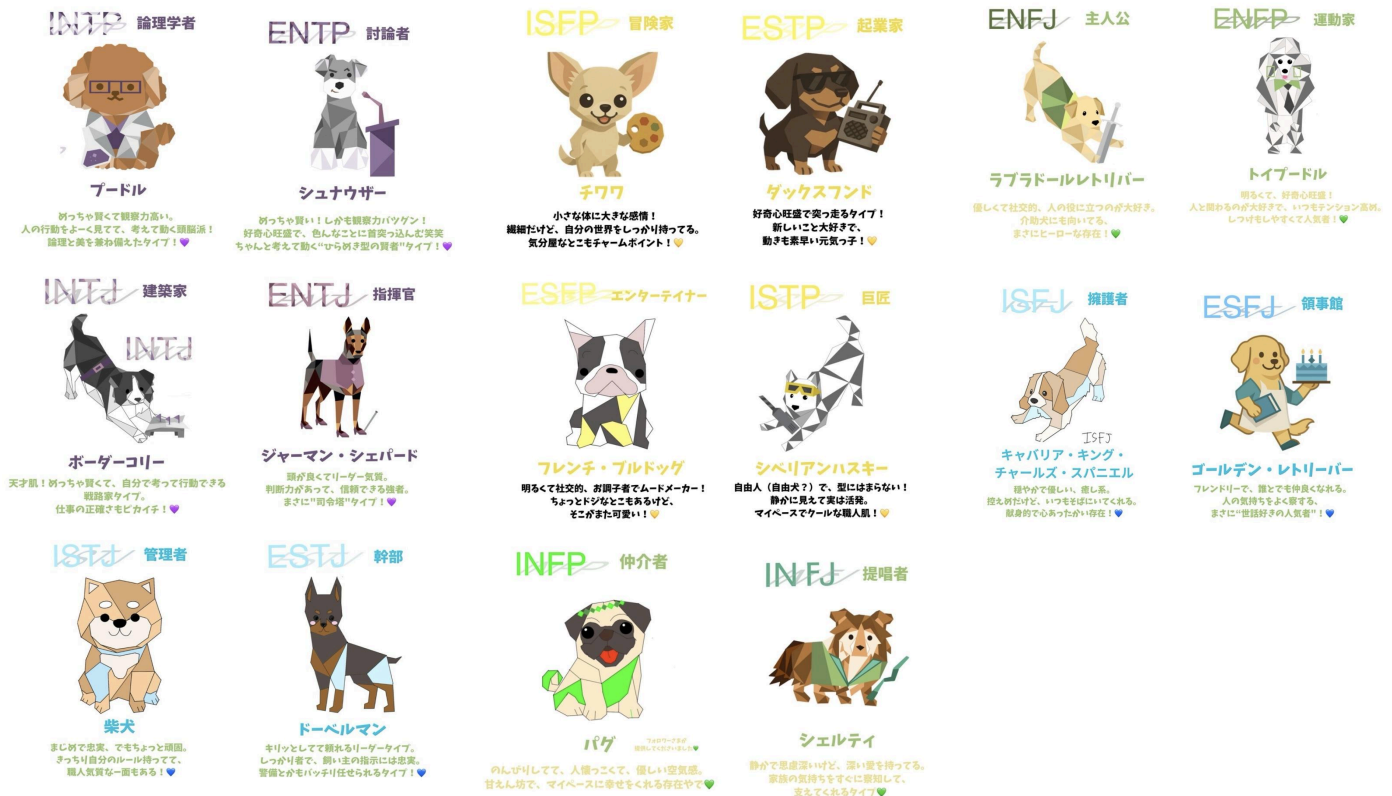 INTP 論理学者
プードル
めっちゃ賢くて観察力高い。
人の行動をよーく見てて、考えて動く頭脳派！
論理と美を兼ね備えたタイプ！💜
ENTP 討論者
シュナウザー
めっちゃ賢い！しかも観察力バツグン！
好奇心旺盛で、色んなことに首突っ込んむ笑笑
ちゃんと考えて動く“ひらめき型の賢者”タイプ！💜
ISFP 冒険家
チワワ
小さな体に大きな感情！
繊細だけど、自分の世界をしっかり持ってる。
気分屋なとこもチャームポイント！💛
ESTP 起業家
ダックスフンド
好奇心旺盛で突っ走るタイプ！
新しいこと大好きで、
動きも素早い元気っ子！💛
ENFJ 主人公
ラブラドールレトリバー
優しくて社交的、人の役に立つのが大好き。
介助犬にも向いてる、
まさにヒーローな存在！💚
ENFP 運動家
トイプードル
明るくて、好奇心旺盛！
人と関わるのが大好きで、いつもテンション高め。
しつけもしやすくて人気者！💚
INTJ 建築家
INTJ
ボーダーコリー
天才肌！めっちゃ賢くて、自分で考って行動できる
戦路家タイプ。
仕事の正確さもピカイチ！💜
ENTJ 指揮官
ジャーマン・シェパード
頭が良くてリーダー気質。
判断力があって、信頼できる強者。
まさに“司令塔”タイプ！💜
ESFP エンターテイナー
フレンチ・ブルドッグ
明るくて社交的、お調子者でムードメーカー！
ちょっとドジなとこもあるけど、
そこがまた可愛い！💛
ISTP 巨匠
シベリアンハスキー
自由人（自由犬？）で、型にはまらない！
静かに見えて実は活発。
マイペースでクールな職人肌！💛
ISFJ 擁護者
ISFJ
キャバリア・キング・
チャールズ・スパニエル
穏やかで優しい、癒し系。
控えめだけど、いつもそばにいてくれる。
献身的で心あったかい存在！💙
ESFJ 領事館
ゴールデン・レトリーバー
フレンドリーで、誰とでも仲良くなれる。
人の気持ちをよく察する、
まさに“世話好きの人気者”！💙
ISTJ 管理者
柴犬
まじめで忠実、でもちょっと頑固。
きっちり自分のルール持ってて、
職人気質な一面もある！💙
ESTJ 幹部
ドーベルマン
キリッとしてて頼れるリーダータイプ。
しっかり者で、飼い主の指示には忠実。
警備とかもバッチリ任せられるタイプ！💙
INFP 仲介者
パグ
のんびりしてて、人懐っこくて、優しい空気感。
甘えん坊で、マイペースに幸せをくれる存在やで💚
INFJ 提唱者
シェルティ
静かで思慮深いけど、深い愛を持ってる。
家族の気持ちをすぐに察知して、
支えてくれるタイプ💚